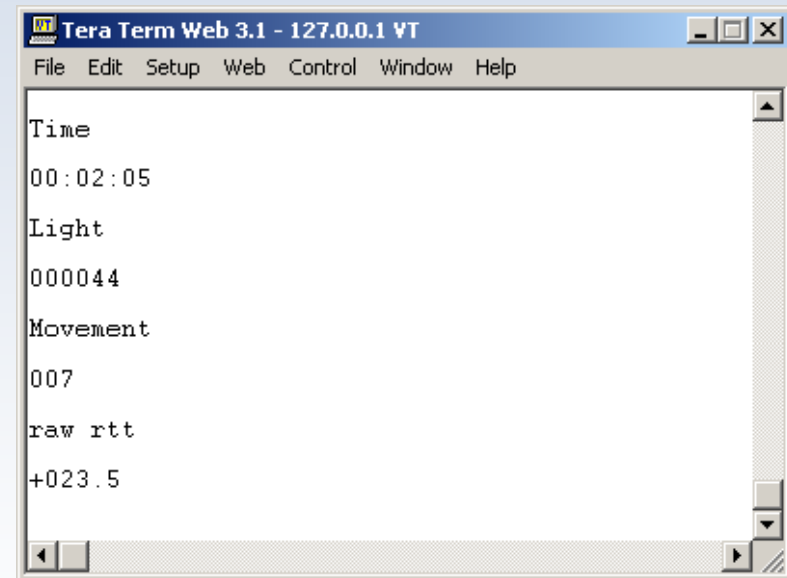 Tera Term Web 3.1 - 127.0.0.1 VT
File Edit Setup Web Control Window Help
Time
00:02:05
Light
000044
Movement
007
raw rtt
+023.5